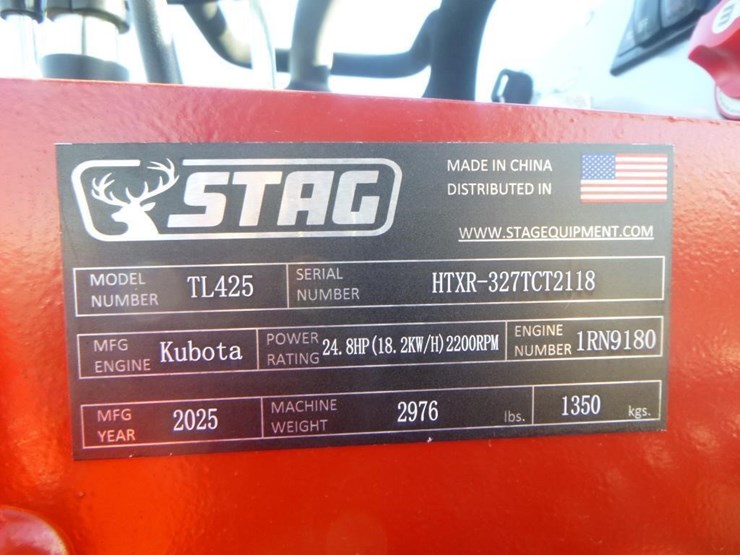 STAG
MADE IN CHINA
DISTRIBUTED IN
WWW.STAGEQUIPMENT.COM
MODEL NUMBER TL425 SERIAL NUMBER HTXR-327TCT2118
MFG ENGINE Kubota POWER RATING 24.8HP(18.2KW/H)2200RPM ENGINE NUMBER 1RN9180
MFG YEAR 2025 MACHINE WEIGHT 2976 lbs. 1350 kgs.